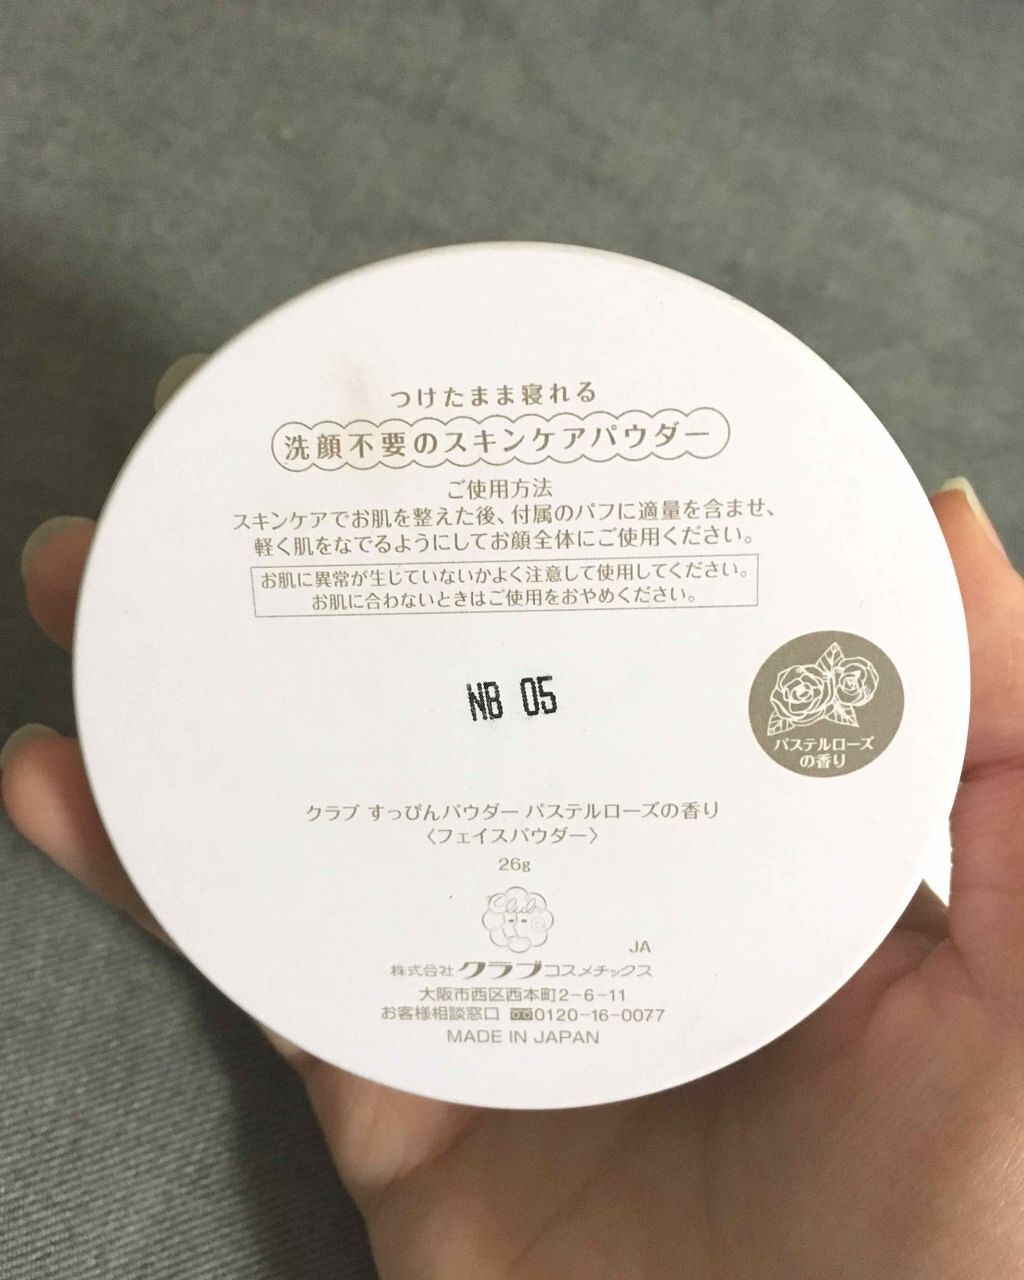 つけたまま寝れる
洗顔不要のスキンケアパウダー
ご使用方法
スキンケアでお肌を整えた後、付属のパフに適量を含ませ、
軽く肌をなでるようにしてお顔全体にご使用ください。
お肌に異常が生じていないかよく注意して使用してください。
お肌に合わないときはご使用をおやめください。
NB 05
パステルローズ
の香り
クラブ すっぴんパウダー パステルローズの香り
〈フェイスパウダー〉
26g
Club
JA
株式会社クラブコスメチックス
大阪市西区西本町2-6-11
お客様相談窓口 0120-16-0077
MADE IN JAPAN